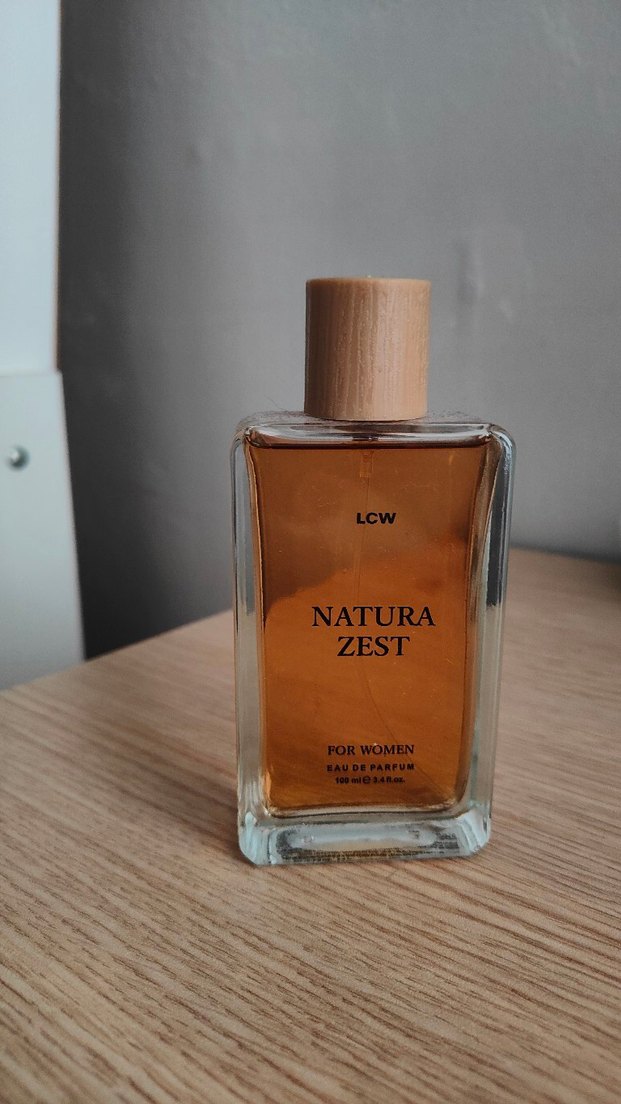 LCW
NATURA
ZEST
FOR WOMEN
EAU DE PARFUM
100 ml ℮ 3.4 fl.oz.